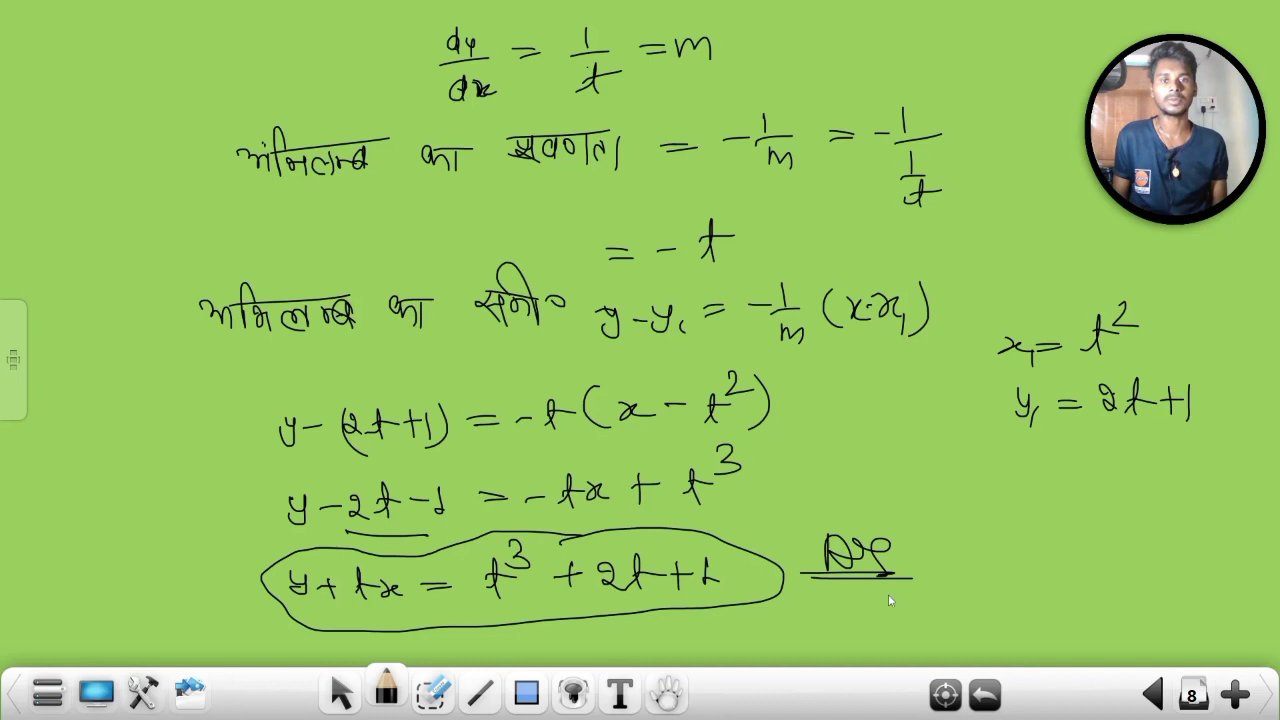 dy/dx = 1/t = m
अभिलम्ब का प्रवणता = -1/m = -1/(1/t)
= - t
अभिलम्ब का समी० y-y₁ = -1/m (x-x₁)
x₁ = t²
y₁ = 2t+1
y-(2t+1) = -t(x - t²)
y-2t-1 = -tx + t³
y+tx = t³ + 2t+1
T
8